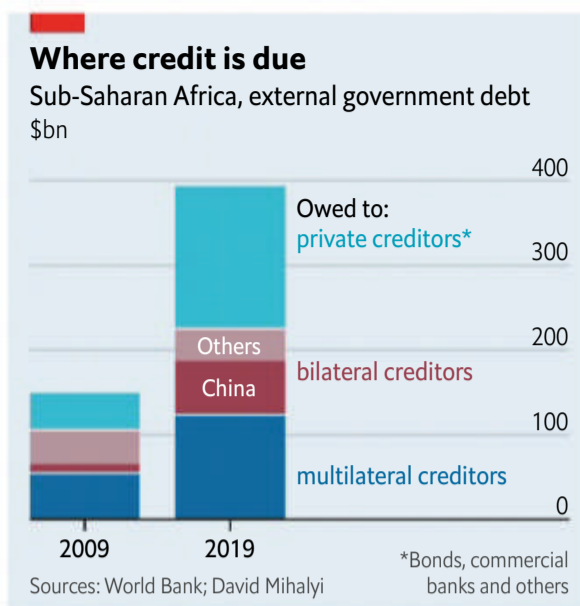 Where credit is due
Sub-Saharan Africa, external government debt
$bn
400
Owed to:
private creditors*
300
200
Others
bilateral creditors
China
100
multilateral creditors
0
2009
2019
*Bonds, commercial
banks and others
Sources: World Bank; David Mihalyi